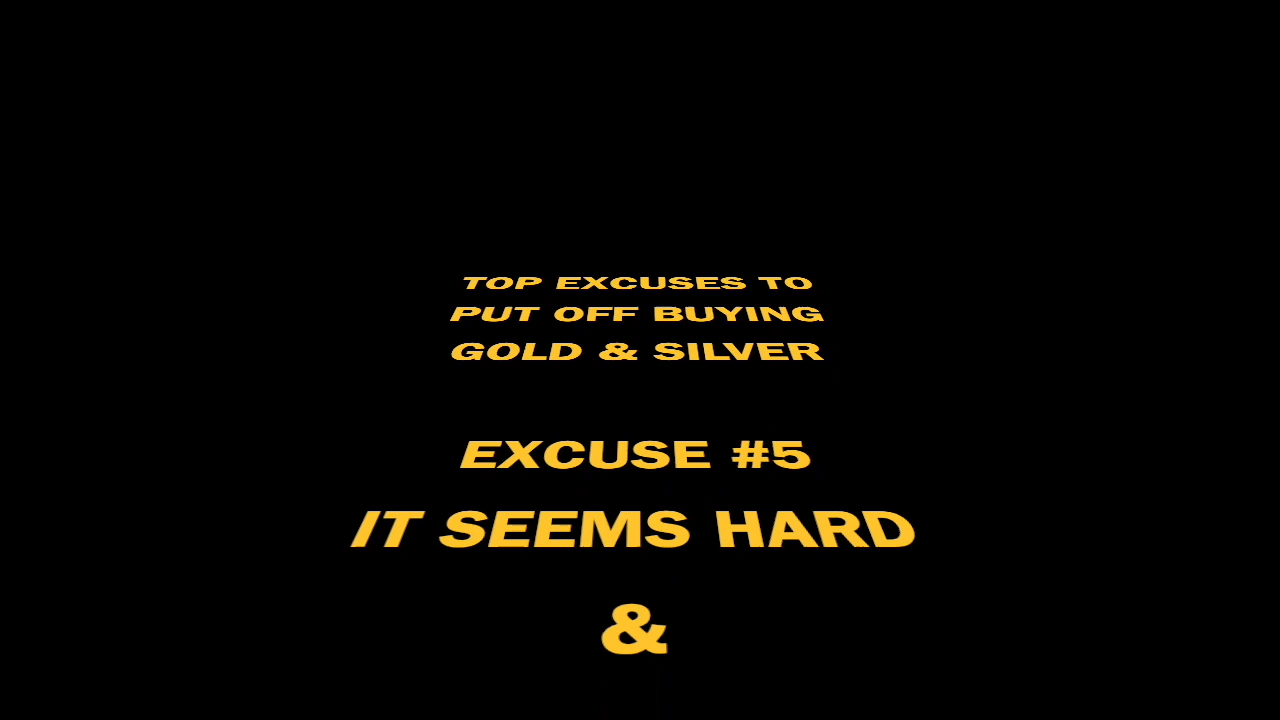 TOP EXCUSES TO
PUT OFF BUYING
GOLD & SILVER
EXCUSE #5
IT SEEMS HARD
&